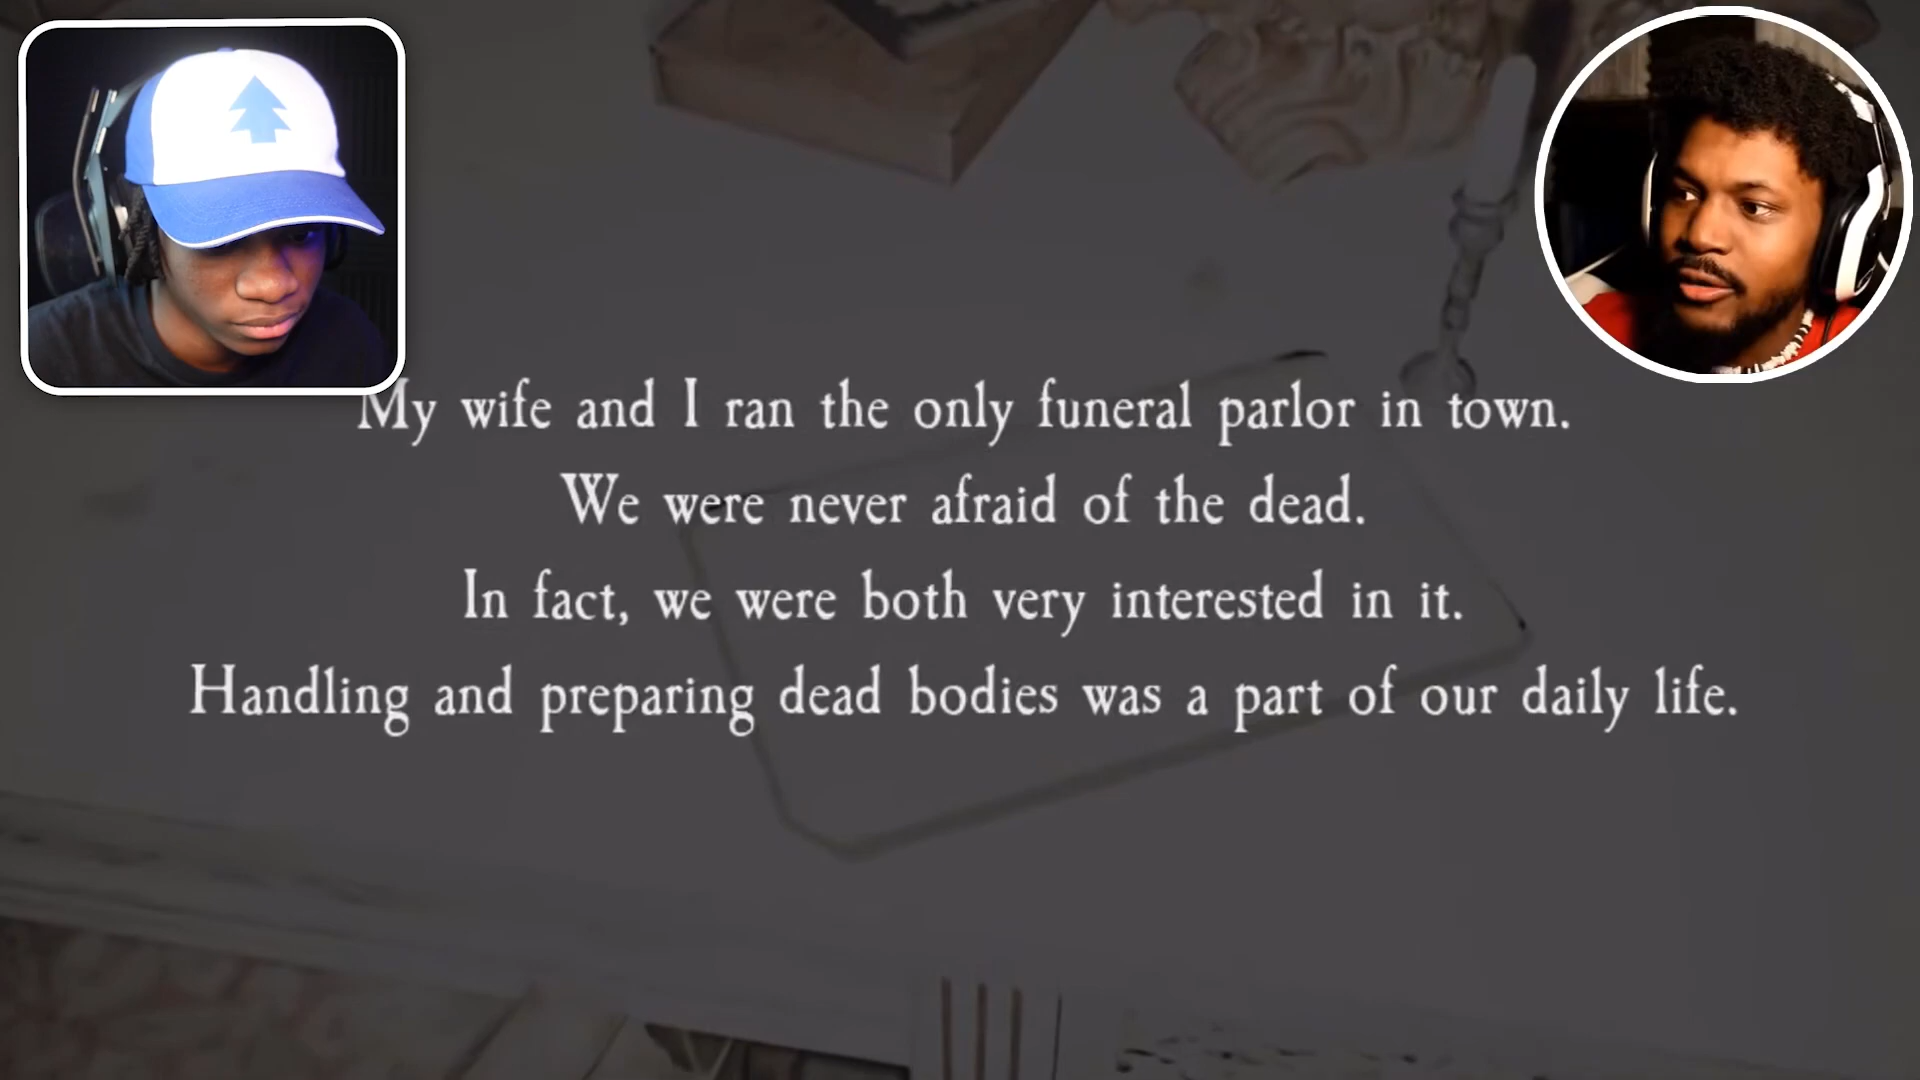 My wife and I ran the only funeral parlor in town.
We were never afraid of the dead.
In fact, we were both very interested in it.
Handling and preparing dead bodies was a part of our daily life.